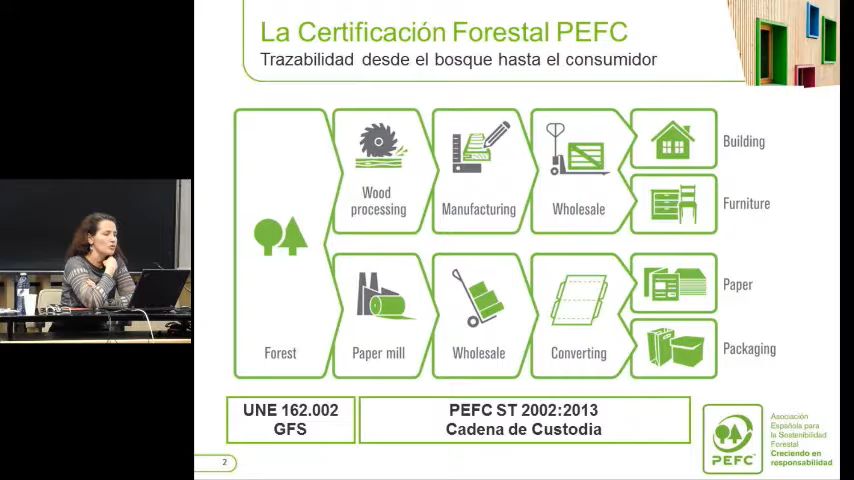 La Certificación Forestal PEFC
Trazabilidad desde el bosque hasta el consumidor
Forest
Wood
processing
Manufacturing
Wholesale
Building
Furniture
Paper mill
Wholesale
Converting
Paper
Packaging
UNE 162.002
GFS
PEFC ST 2002:2013
Cadena de Custodia
2
PEFC
Asociación
Española para
la Sostenibilidad
Forestal
Creciendo en
responsabilidad